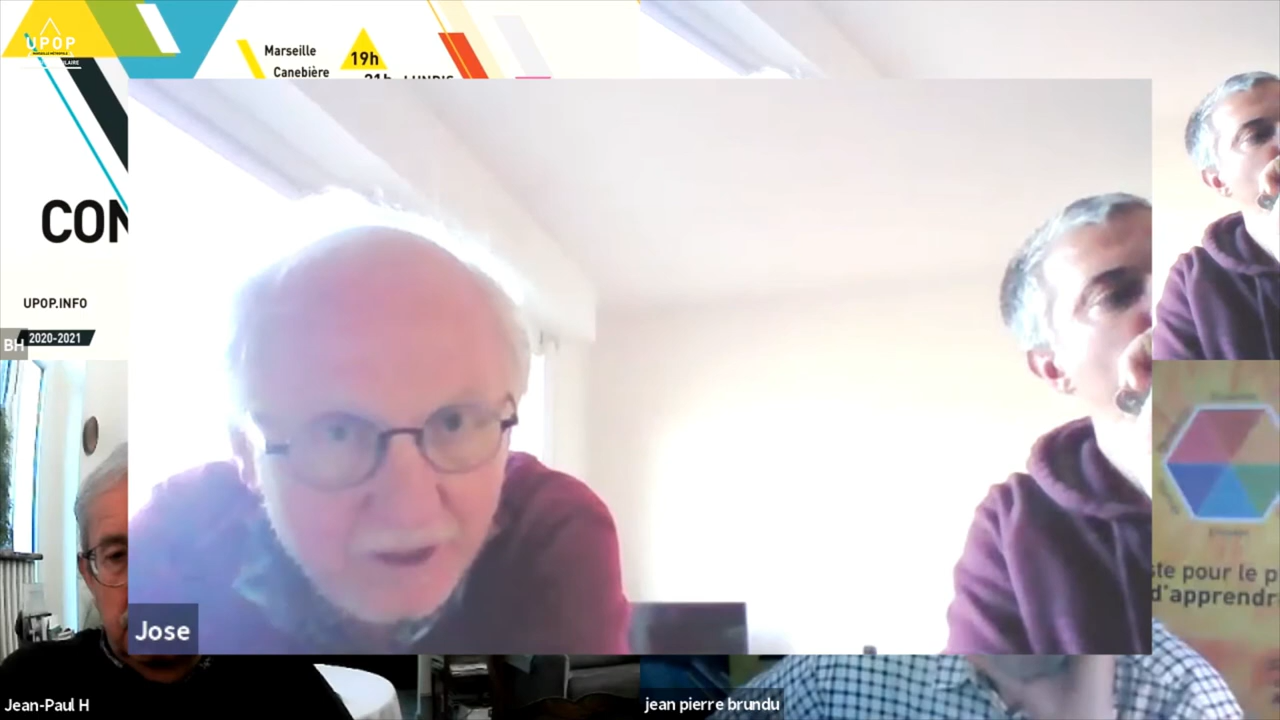 UPOP
Marseille
Canebière
19h
CON
UPOP.INFO
2020-2021
BH
Jose
ste pour le p
d'apprendr
Jean-Paul H
jean pierre brundu